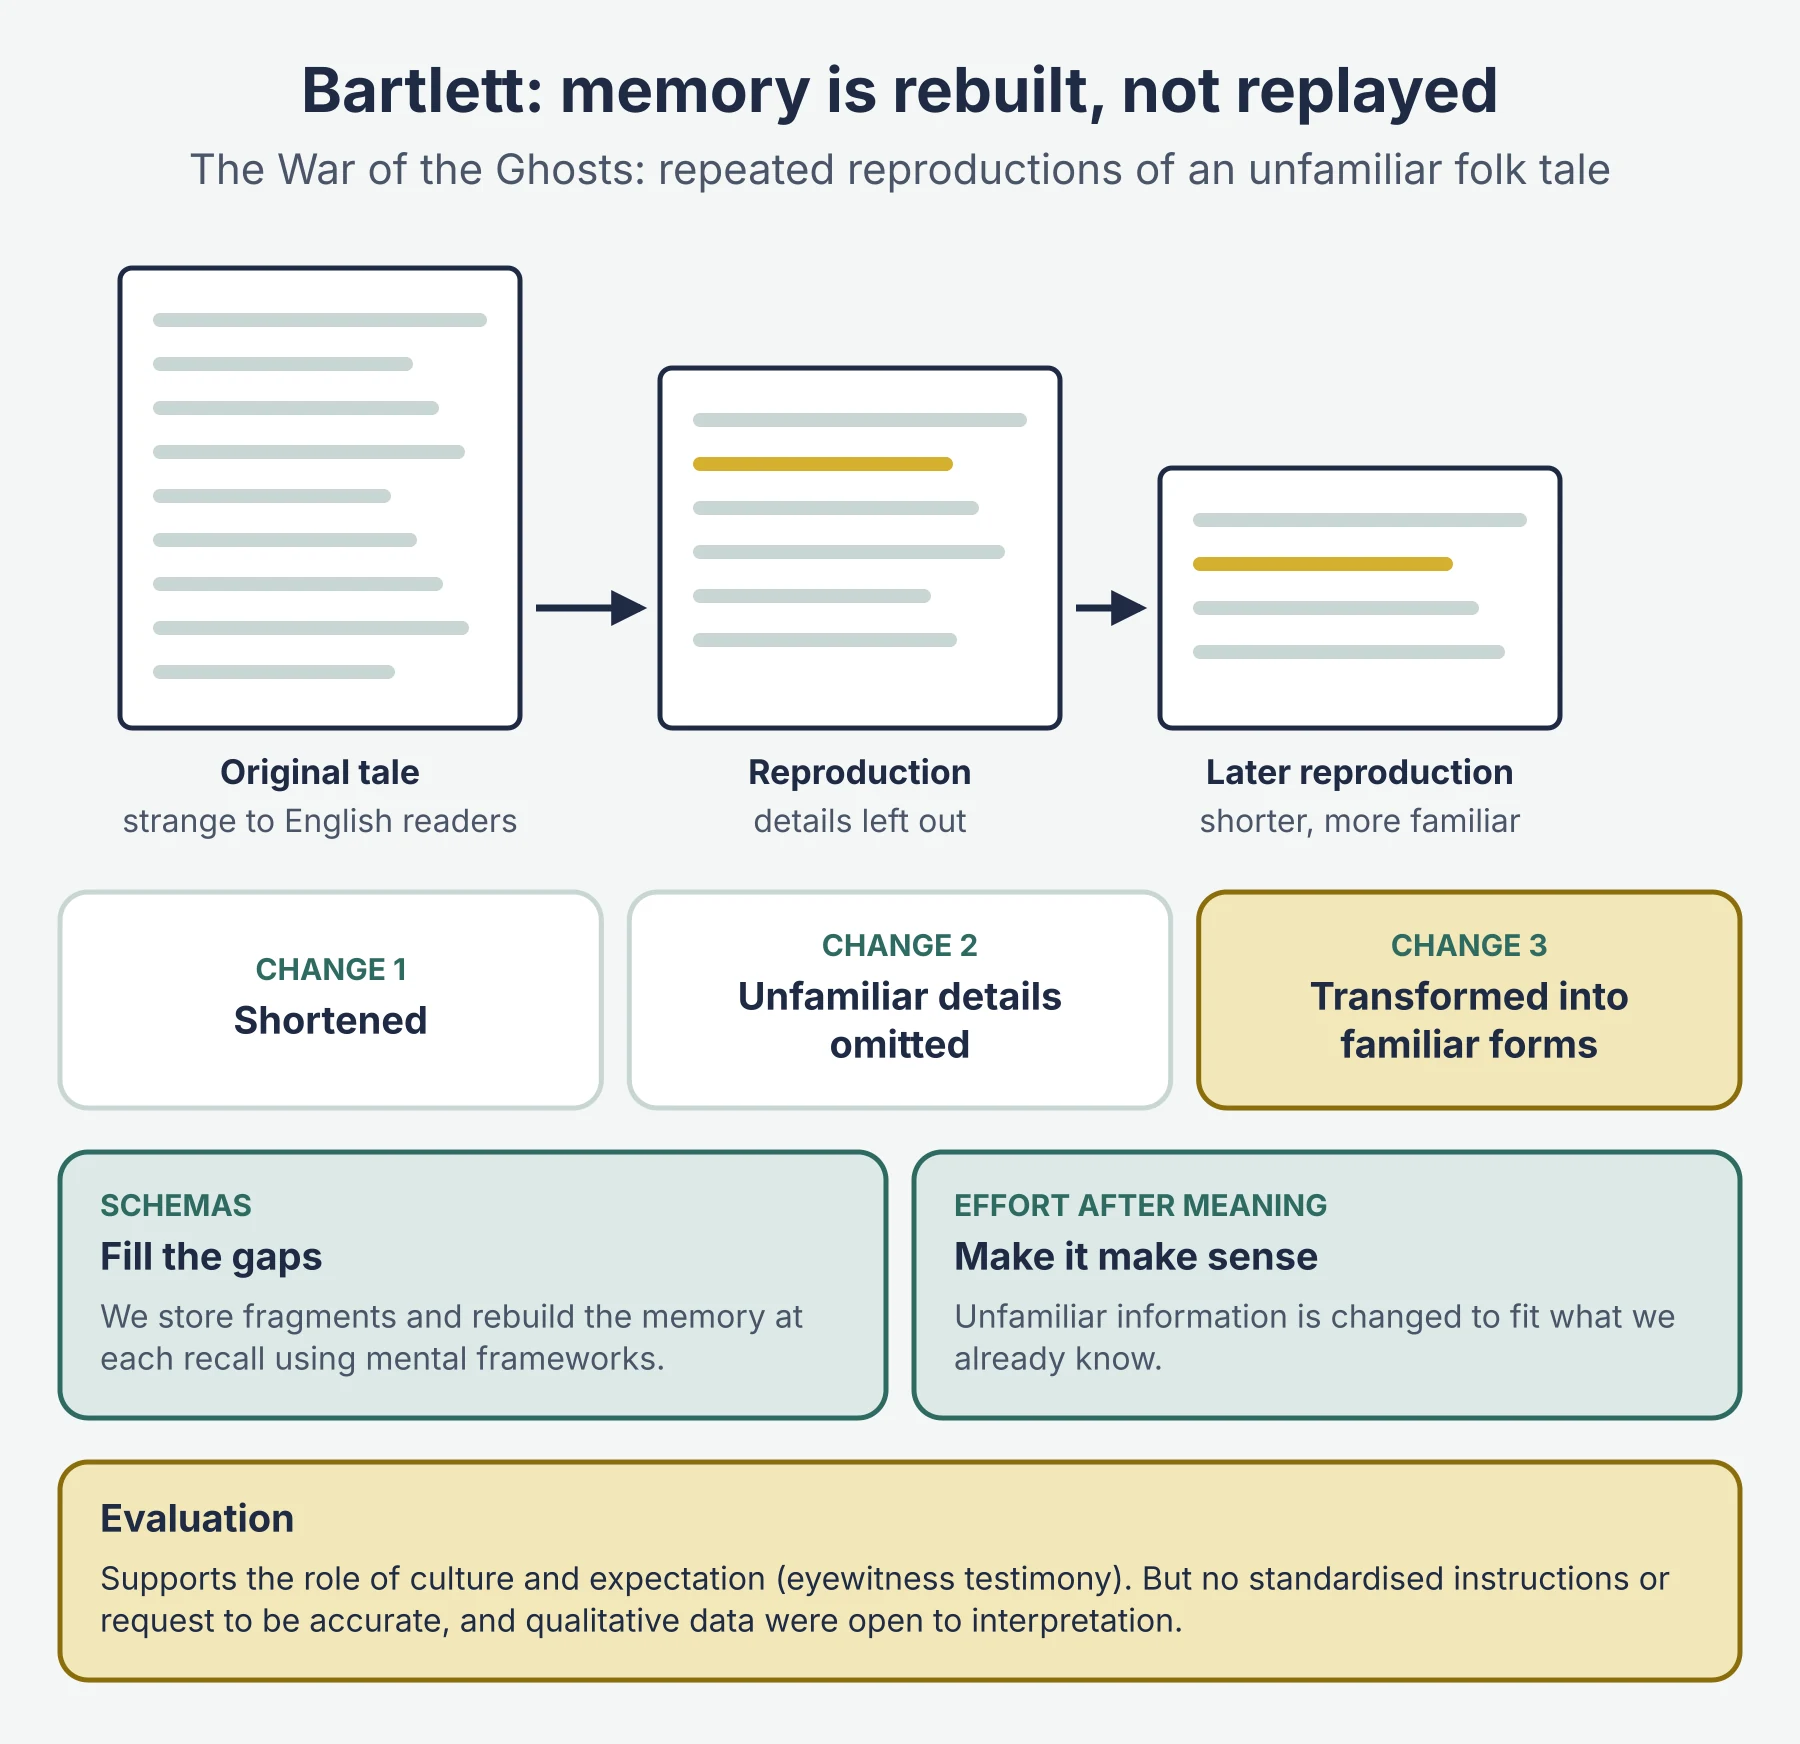 Bartlett: memory is rebuilt, not replayed
The War of the Ghosts: repeated reproductions of an unfamiliar folk tale
Original tale
strange to English readers
Reproduction
details left out
Later reproduction
shorter, more familiar
CHANGE 1
Shortened
CHANGE 2
Unfamiliar details
omitted
CHANGE 3
Transformed into
familiar forms
SCHEMAS
Fill the gaps
We store fragments and rebuild the memory at
each recall using mental frameworks.
EFFORT AFTER MEANING
Make it make sense
Unfamiliar information is changed to fit what we
already know.
Evaluation
Supports the role of culture and expectation (eyewitness testimony). But no standardised instructions or
request to be accurate, and qualitative data were open to interpretation.